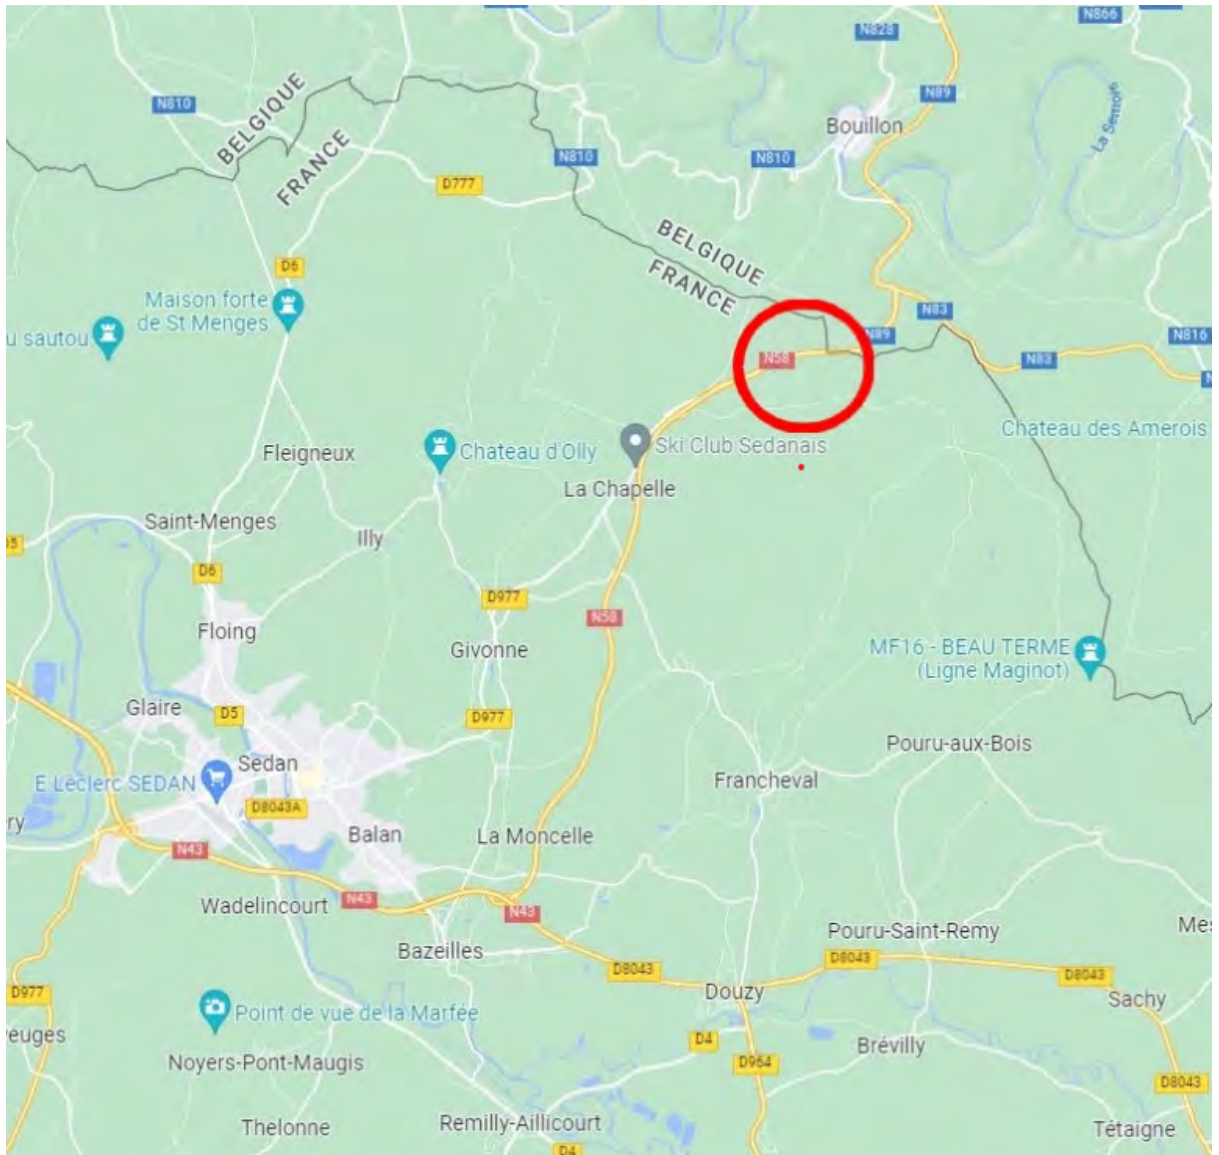 N866
N828
N89
N810
BELGIQUE
FRANCE
Bouillon
La Semois
N810
N810
D777
BELGIQUE
FRANCE
D6
Maison forte
de St Menges
u sautou
N83
N89
N816
N58
N83
Chateau des Amerois
Fleigneux
Chateau d'Olly
Ski Club Sedanais
La Chapelle
Saint-Menges
Illy
D5
D6
D977
N58
Floing
Givonne
MF16 - BEAU TERME
(Ligne Maginot)
Glaire
D5
D977
Pouru-aux-Bois
Sedan
E Leclerc SEDAN
Francheval
D8043A
ry
Balan
La Moncelle
N43
Wadelincourt
N43
N43
Pouru-Saint-Remy
Mes
Bazeilles
D8043
D8043
D8043
D977
Douzy
Sachy
Point de vue de la Marfée
euges
D4
Brévilly
Noyers-Pont-Maugis
D964
D8043
Thelonne
Remilly-Aillicourt
Tétaigne
D4